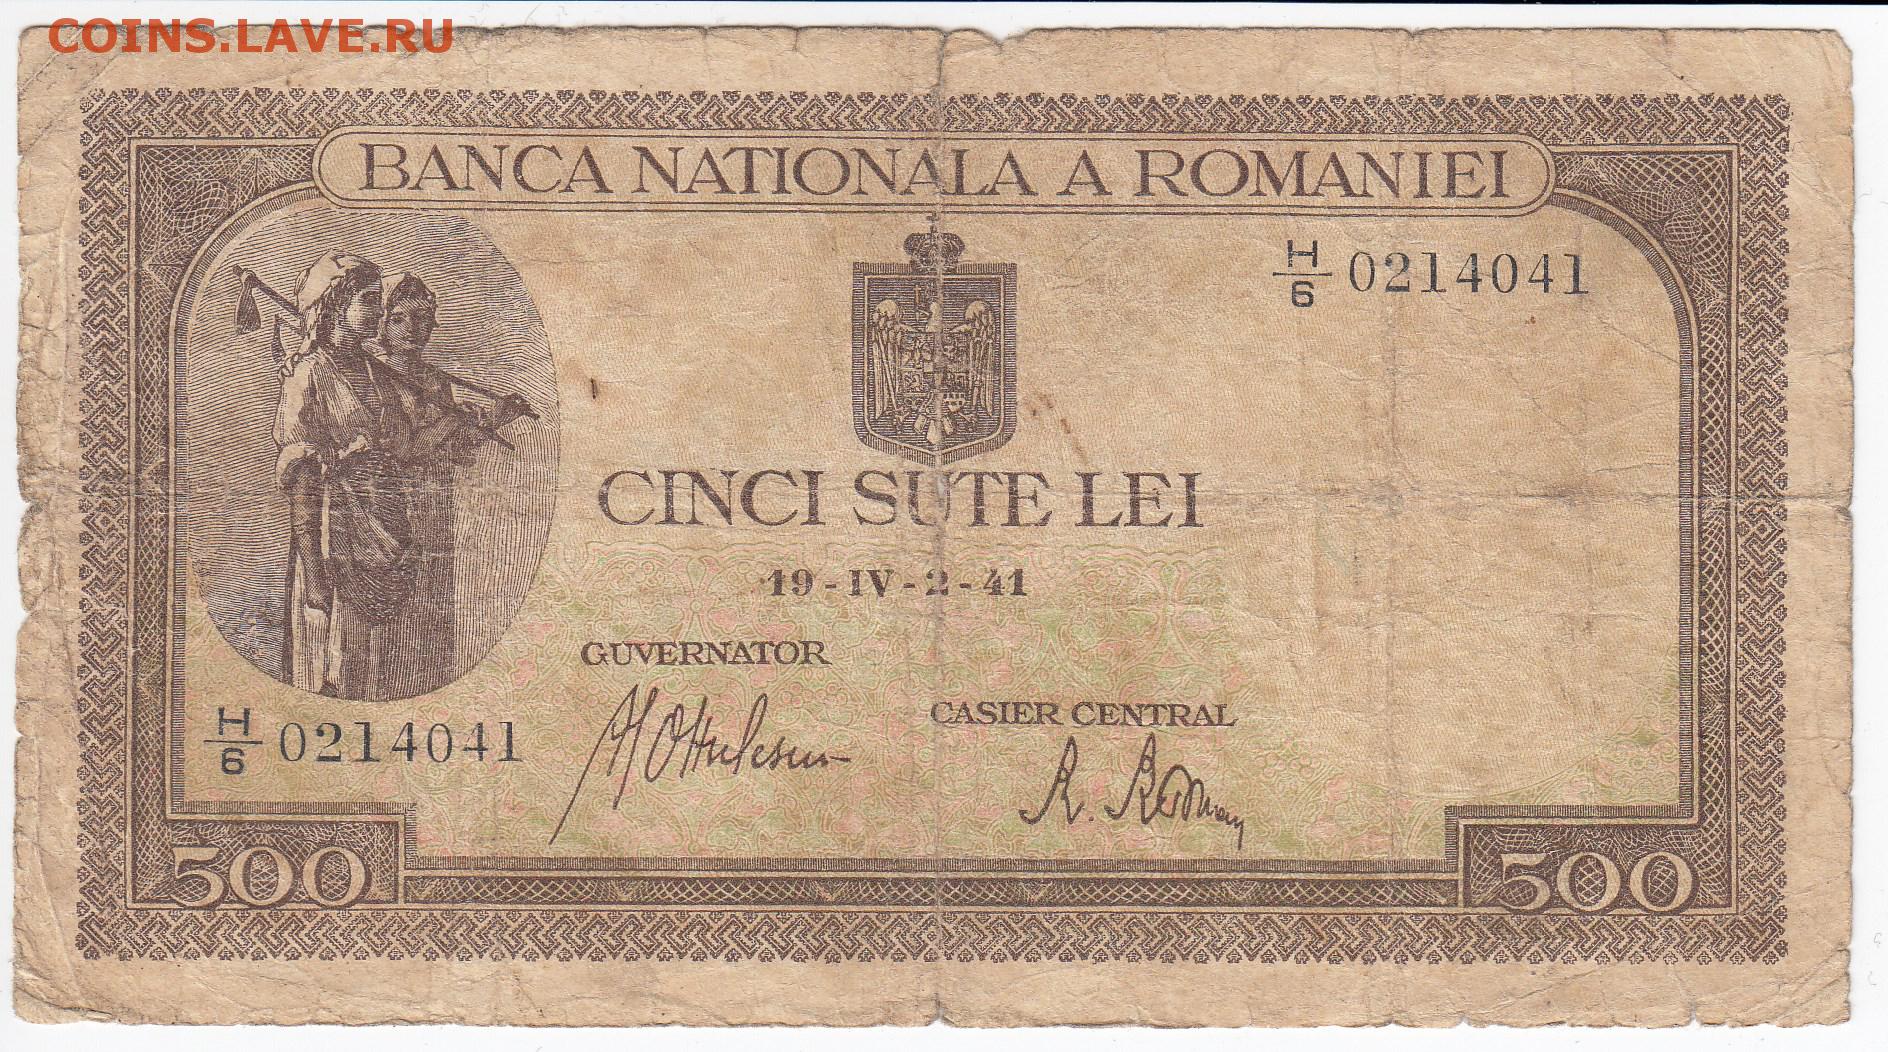 COINS.LAVE.RU
BANCA NATIONALA A ROMANIEI
H/6 0214041
CINCI SUTE LEI
19-IV-2-41
GUVERNATOR
CASIER CENTRAL
H/6 0214041
500
500